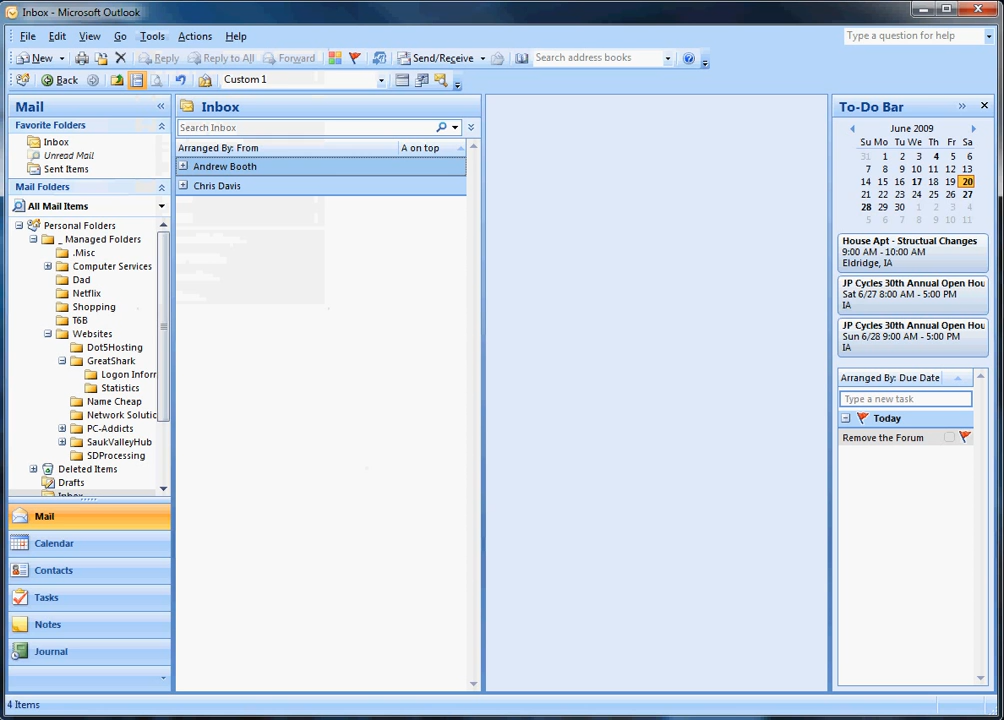 Inbox - Microsoft Outlook
File Edit View Go Tools Actions Help
Type a question for help
New Reply Reply to All Forward Send/Receive Search address books
Back Custom 1
Mail
Favorite Folders
Inbox
Unread Mail
Sent Items
Mail Folders
All Mail Items
Personal Folders
_ Managed Folders
.Misc
Computer Services
Dad
Netflix
Shopping
T6B
Websites
Dot5Hosting
GreatShark
Logon Inforr
Statistics
Name Cheap
Network Solutic
PC-Addicts
SaukValleyHub
SDProcessing
Deleted Items
Drafts
Inbox
Mail
Calendar
Contacts
Tasks
Notes
Journal
4 Items
Inbox
Search Inbox
Arranged By: From A on top
Andrew Booth
Chris Davis
To-Do Bar
June 2009
Su Mo Tu We Th Fr Sa
31 1 2 3 4 5 6
7 8 9 10 11 12 13
14 15 16 17 18 19 20
21 22 23 24 25 26 27
28 29 30 1 2 3 4
5 6 7 8 9 10 11
House Apt - Structual Changes
9:00 AM - 10:00 AM
Eldridge, IA
JP Cycles 30th Annual Open Hou
Sat 6/27 8:00 AM - 5:00 PM
IA
JP Cycles 30th Annual Open Hou
Sun 6/28 9:00 AM - 5:00 PM
IA
Arranged By: Due Date
Type a new task
Today
Remove the Forum